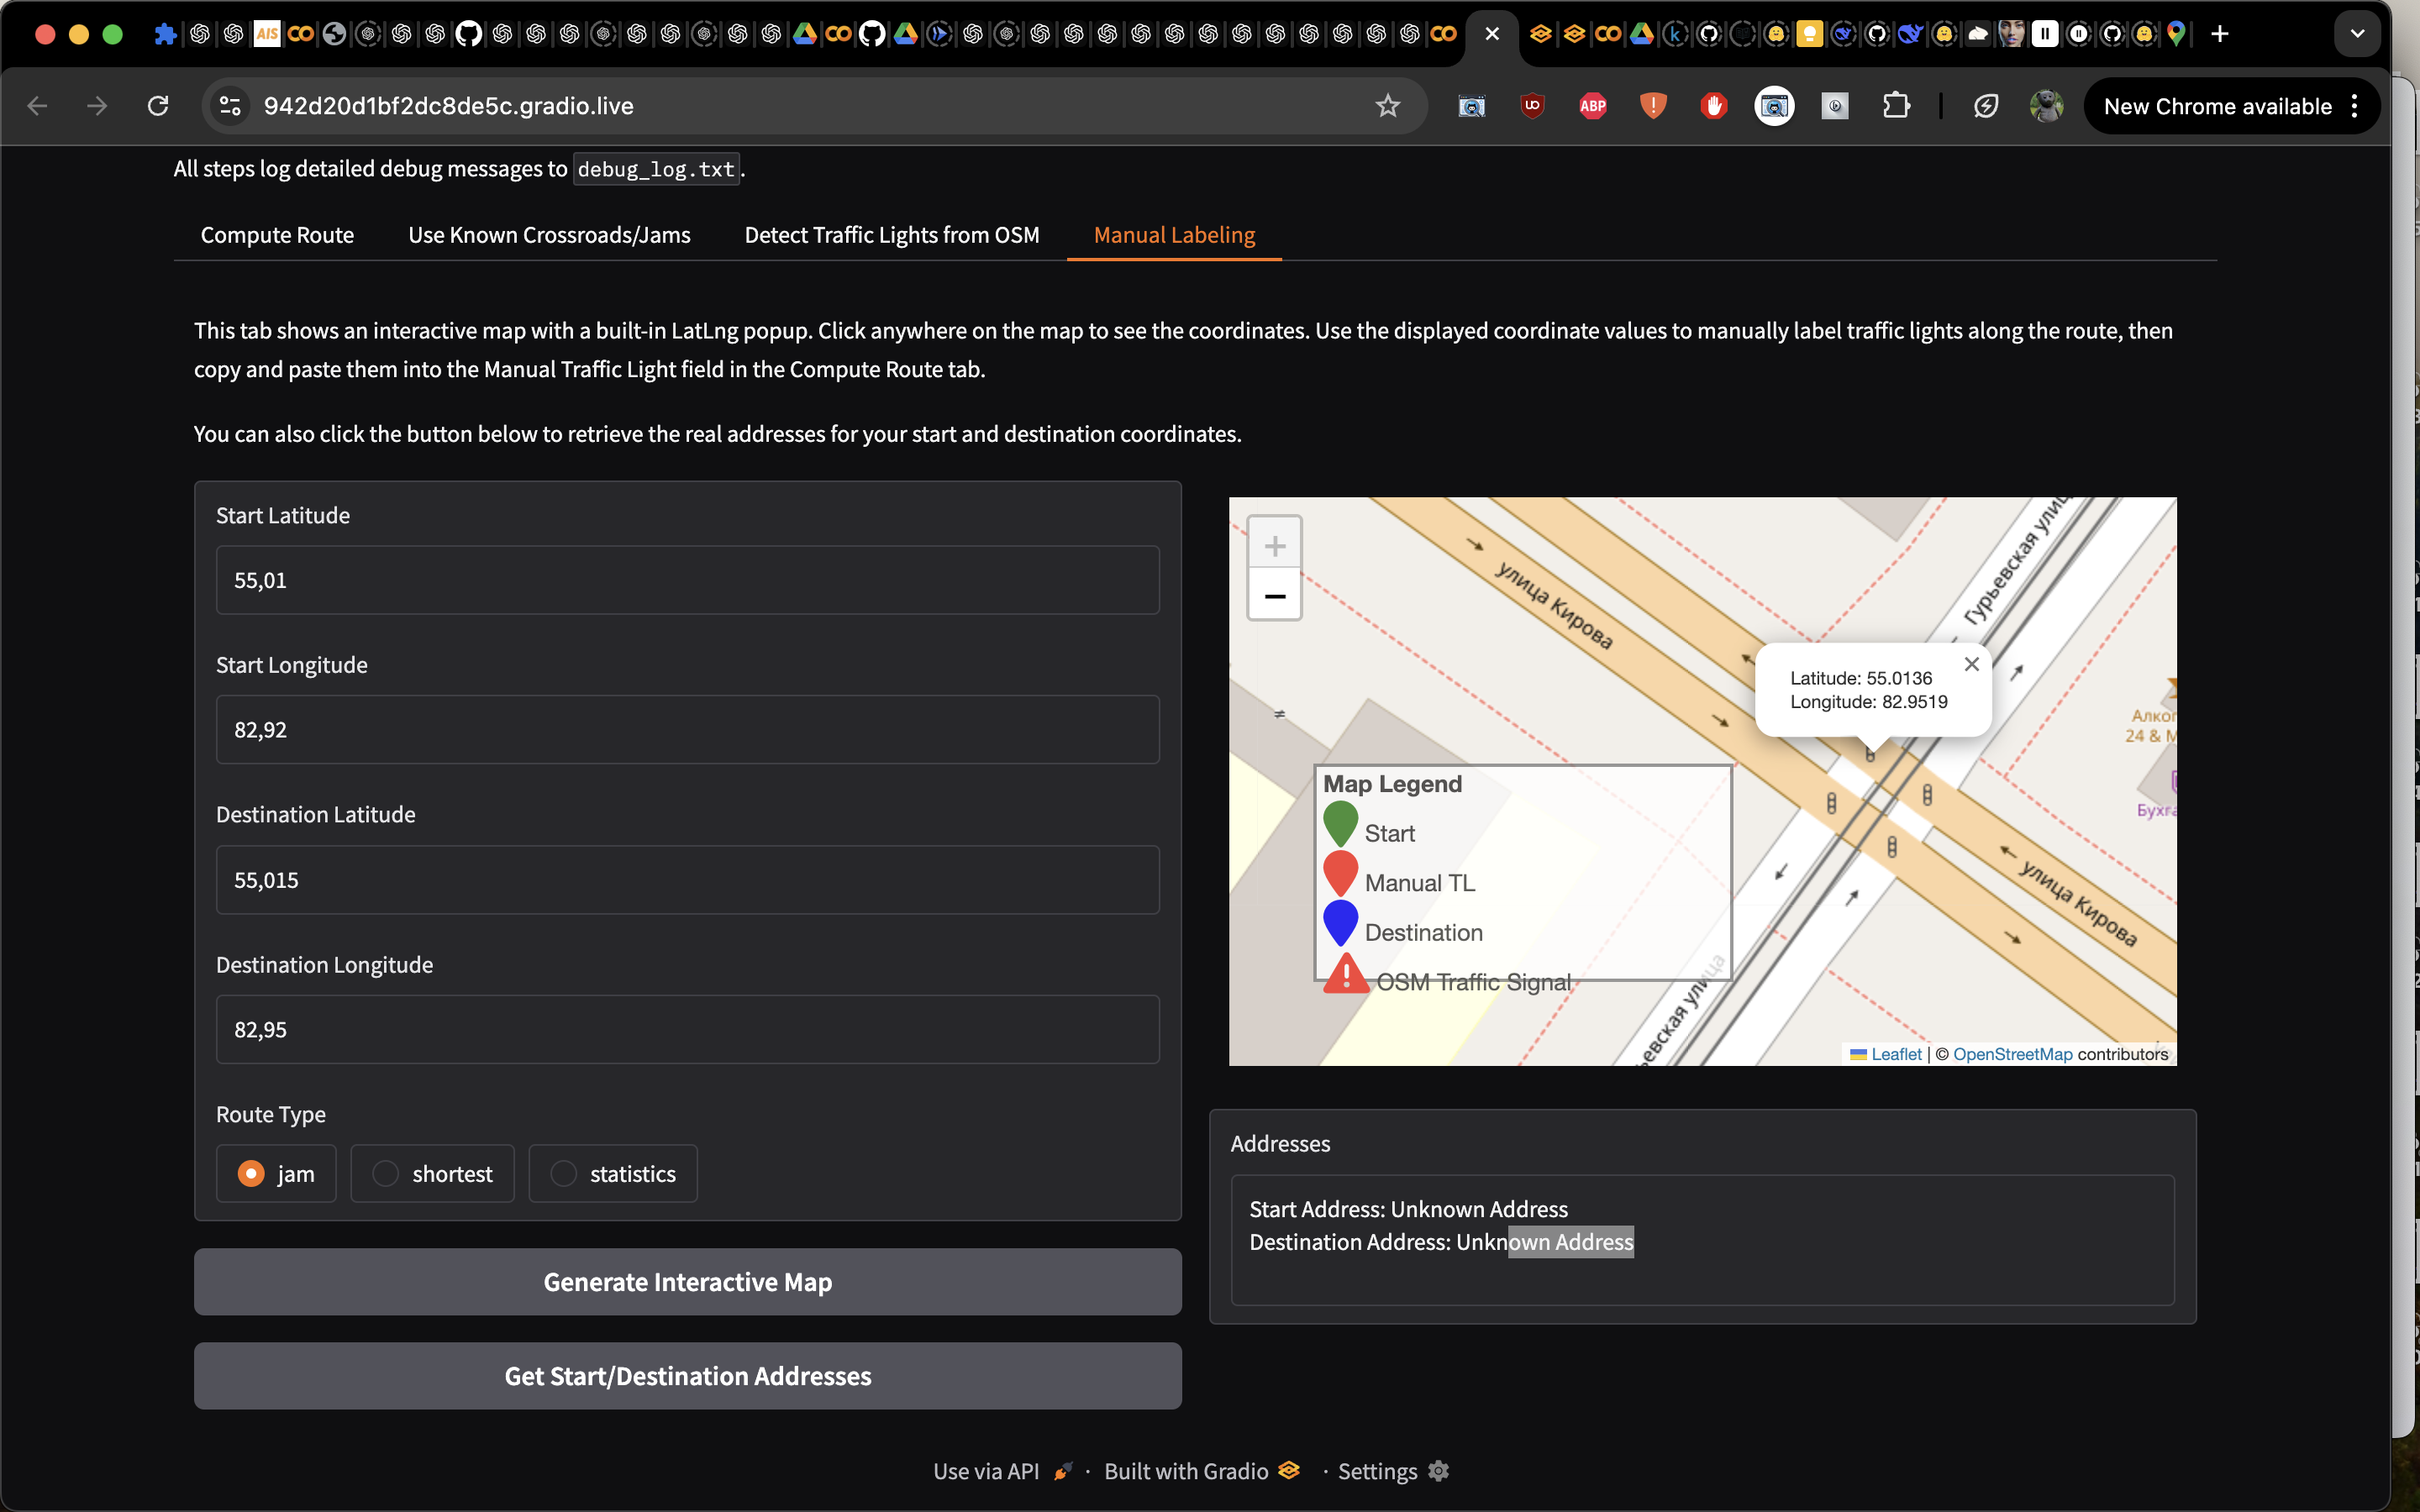 AIS
942d20d1bf2dc8de5c.gradio.live
ABP
New Chrome available
All steps log detailed debug messages to debug_log.txt.
Compute Route
Use Known Crossroads/Jams
Detect Traffic Lights from OSM
Manual Labeling
This tab shows an interactive map with a built-in LatLng popup. Click anywhere on the map to see the coordinates. Use the displayed coordinate values to manually label traffic lights along the route, then
copy and paste them into the Manual Traffic Light field in the Compute Route tab.
You can also click the button below to retrieve the real addresses for your start and destination coordinates.
Start Latitude
55,01
Start Longitude
82,92
Destination Latitude
55,015
Destination Longitude
82,95
Route Type
jam
shortest
statistics
Generate Interactive Map
Get Start/Destination Addresses
+
−
улица Кирова
Гурьевская улиц
Latitude: 55.0136
Longitude: 82.9519
Алког
24 & М
Бухга
улица Кирова
ьевская улица
Map Legend
Start
Manual TL
Destination
OSM Traffic Signal
Leaflet | © OpenStreetMap contributors
Addresses
Start Address: Unknown Address
Destination Address: Unknown Address
Use via API · Built with Gradio · Settings